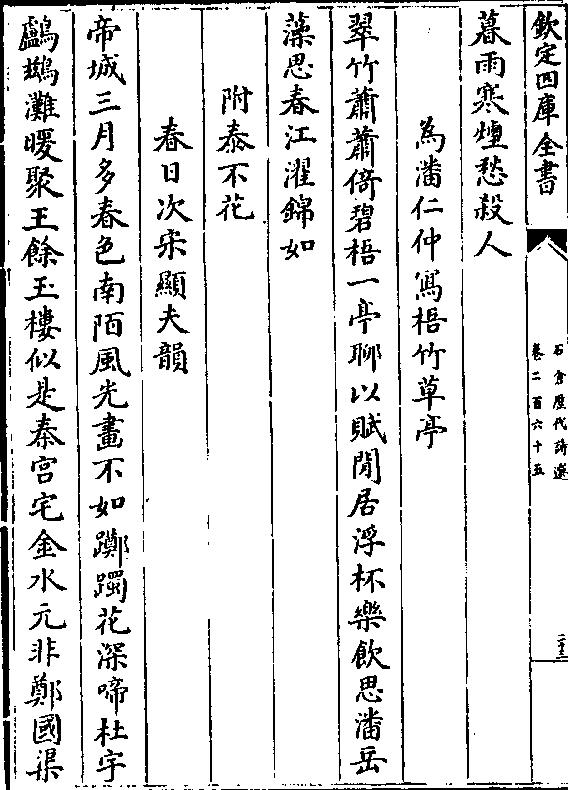 欽定四庫全書
石倉歷代詩選
卷二百六十五
二十三
暮雨寒煙愁殺人
為潘仁仲寫梧竹草亭
翠竹蕭蕭倚碧梧一亭聊以賦閒居浮杯樂飲思潘岳
藻思春江濯錦如
附泰不花
春日次宋顯夫韻
帝城三月多春色南陌風光畫不如躑躅花深啼杜宇
鸕鷀灘暖聚王餘玉樓似是秦宫宅金水元非鄭國渠